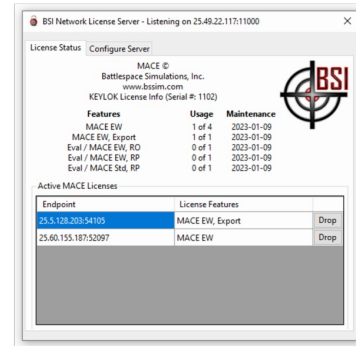 BSI Network License Server - Listening on 25.49.22.117:11000
License Status Configure Server
MACE ©
Battlespace Simulations, Inc.
www.bssim.com
KEYLOK License Info (Serial #: 1102)
BSI
Features Usage Maintenance
MACE EW 1 of 4 2023-01-09
MACE EW, Export 1 of 1 2023-01-09
Eval / MACE EW, RO 0 of 1 2023-01-09
Eval / MACE EW, RP 0 of 1 2023-01-09
Eval / MACE Std, RP 0 of 1 2023-01-09
Active MACE Licenses
Endpoint License Features
25.5.128.203:54105 MACE EW, Export Drop
25.60.155.187:52097 MACE EW Drop